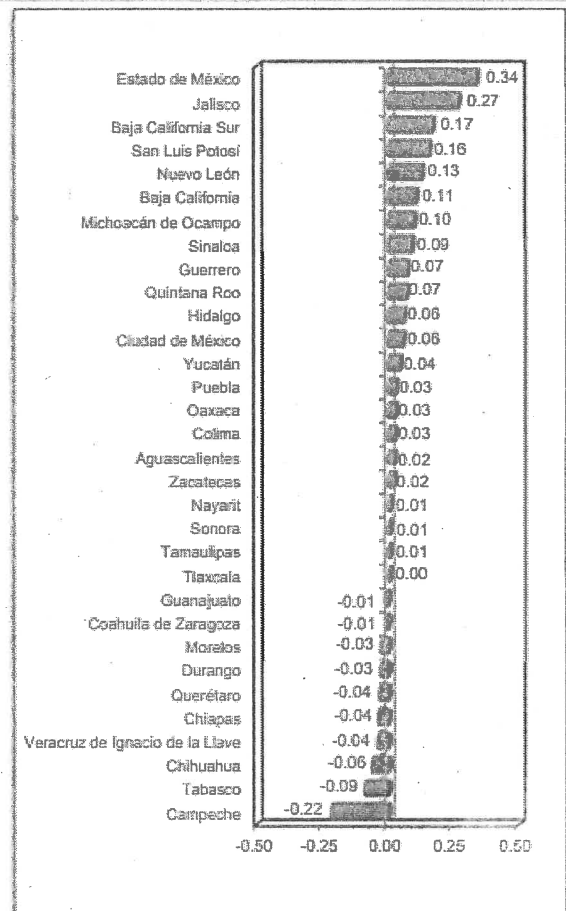 Estado de México 0.34
Jalisco 0.27
Baja California Sur 0.17
San Luis Potosí 0.16
Nuevo León 0.13
Baja California 0.11
Michoacán de Ocampo 0.10
Sinaloa 0.09
Guerrero 0.07
Quintana Roo 0.07
Hidalgo 0.06
Ciudad de México 0.06
Yucatán 0.04
Puebla 0.03
Oaxaca 0.03
Colima 0.03
Aguascalientes 0.02
Zacatecas 0.02
Nayarit 0.01
Sonora 0.01
Tamaulipas 0.01
Tlaxcala 0.00
Guanajuato -0.01
Coahuila de Zaragoza -0.01
Morelos -0.03
Durango -0.03
Querétaro -0.04
Chiapas -0.04
Veracruz de Ignacio de la Llave -0.04
Chihuahua -0.06
Tabasco -0.09
Campeche -0.22
-0.50 -0.25 0.00 0.25 0.50